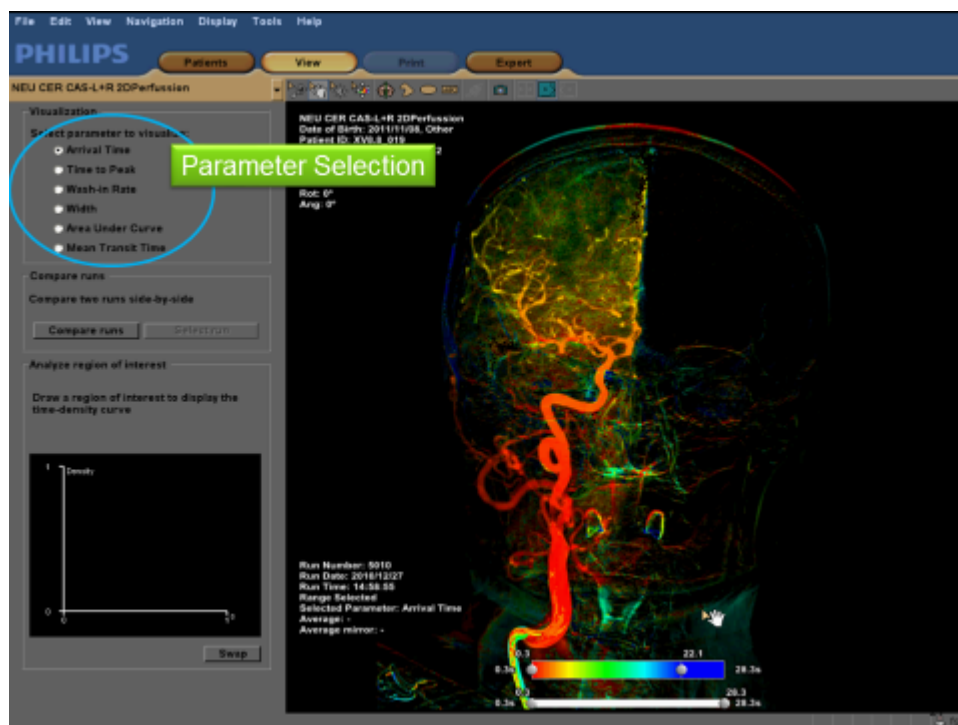 File Edit View Navigation Display Tools Help
PHILIPS
Patients View Print Export
NEU CER CAS-L+R 2DPerfussion
Visualization
Select parameter to visualize:
Arrival Time
Time to Peak
Wash-in Rate
Width
Area Under Curve
Mean Transit Time
Parameter Selection
Compare runs
Compare two runs side-by-side
Compare runs Select run
Analyze region of interest
Draw a region of interest to display the
time-density curve
1 Density
0
0
Swap
NEU CER CAS-L+R 2DPerfussion
Date of Birth: 2011/11/08, Other
Patient ID: XV8.0_019
2
Rot: 0°
Ang: 0°
Run Number: 5010
Run Date: 2016/12/27
Run Time: 14:58:55
Range Selected
Selected Parameter: Arrival Time
Average: -
Average mirror: -
0.3 22.1
0.3s 28.3s
0.3 28.3
0.3s 28.3s